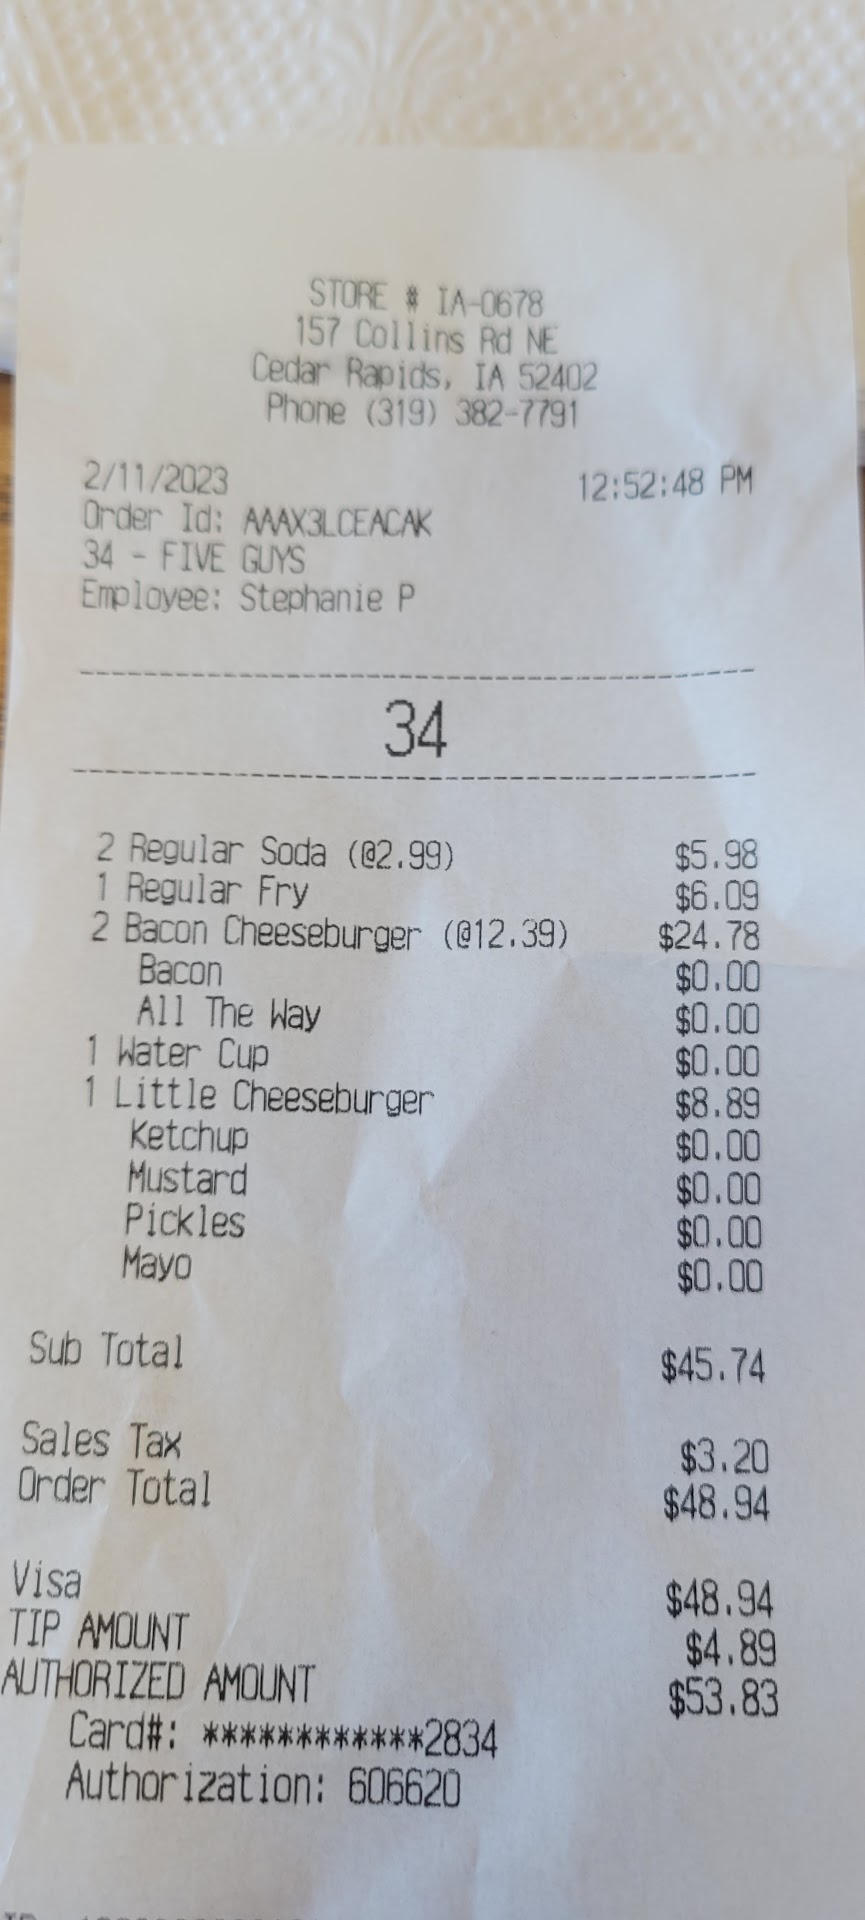 STORE # IA-0678
157 Collins Rd NE
Cedar Rapids, IA 52402
Phone (319) 382-7791
2/11/2023 12:52:48 PM
Order Id: AAAX3LCEACAK
34 - FIVE GUYS
Employee: Stephanie P
34
2 Regular Soda (@2.99) $5.98
1 Regular Fry $6.09
2 Bacon Cheeseburger (@12.39) $24.78
Bacon $0.00
All The Way $0.00
1 Water Cup $0.00
1 Little Cheeseburger $8.89
Ketchup $0.00
Mustard $0.00
Pickles $0.00
Mayo $0.00
Sub Total $45.74
Sales Tax $3.20
Order Total $48.94
Visa $48.94
TIP AMOUNT $4.89
AUTHORIZED AMOUNT $53.83
Card#: ************2834
Authorization: 606620